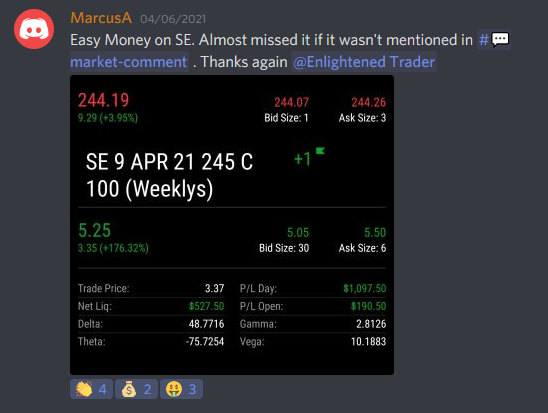 MarcusA 04/06/2021
Easy Money on SE. Almost missed it if it wasn't mentioned in #💬
market-comment . Thanks again @Enlightened Trader
244.19 244.07 244.26
9.29 (+3.95%) Bid Size: 1 Ask Size: 3
SE 9 APR 21 245 C +1
100 (Weeklys)
5.25 5.05 5.50
3.35 (+176.32%) Bid Size: 30 Ask Size: 6
Trade Price: 3.37 P/L Day: $1,097.50
Net Liq: $527.50 P/L Open: $190.50
Delta: 48.7716 Gamma: 2.8126
Theta: -75.7254 Vega: 10.1883
👏 4 💰 2 🤑 3